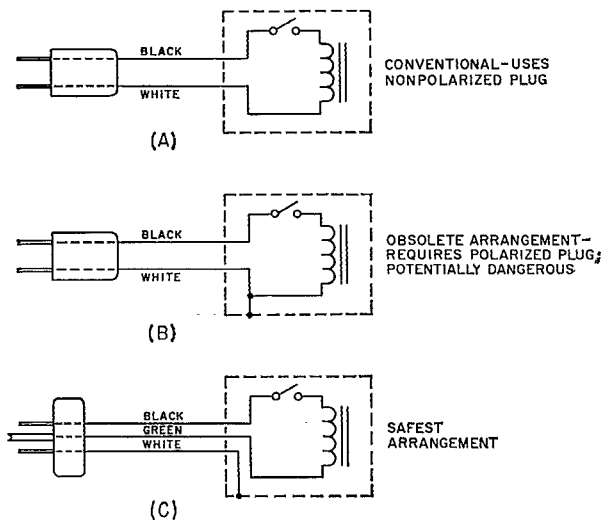 BLACK
WHITE
CONVENTIONAL-USES
NONPOLARIZED PLUG
(A)
BLACK
WHITE
OBSOLETE ARRANGEMENT-
REQUIRES POLARIZED PLUG;
POTENTIALLY DANGEROUS
(B)
BLACK
GREEN
WHITE
SAFEST
ARRANGEMENT
(C)